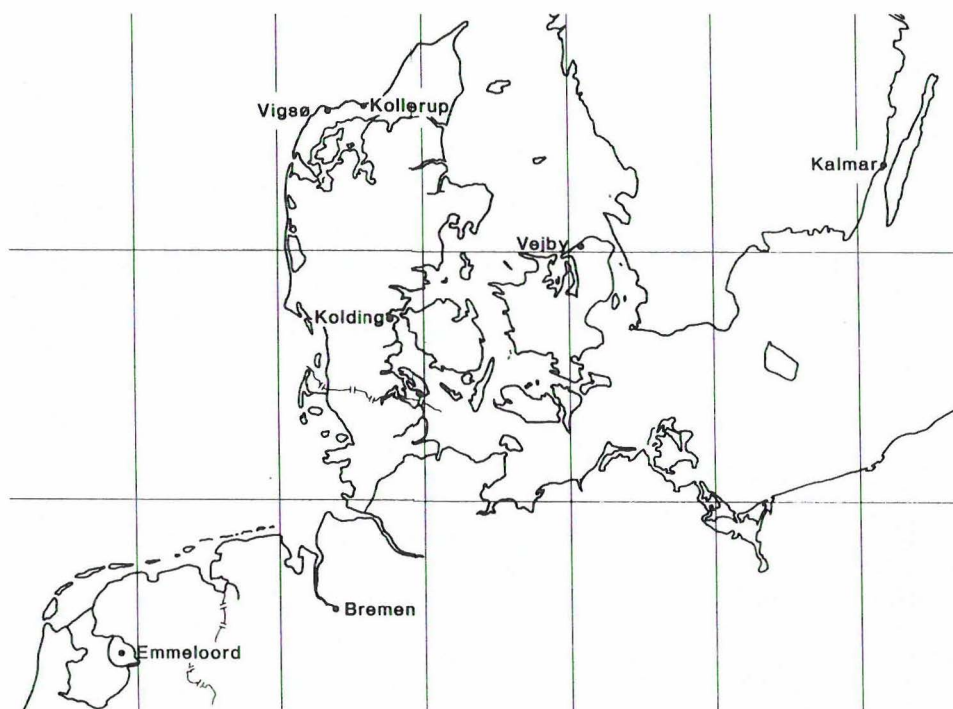 Vigsø
Kollerup
Kalmar
Vejby
Kolding
Bremen
Emmeloord